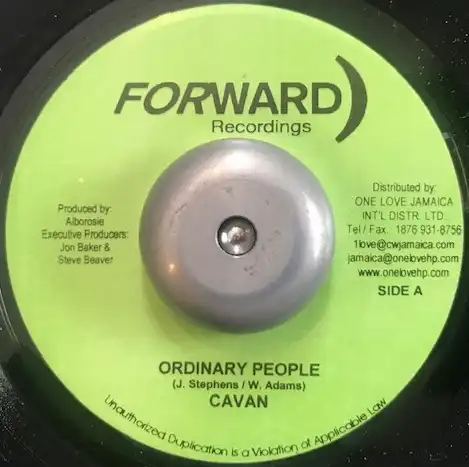 FORWARD)
Recordings
Produced by:
Alborosie
Executive Producers:
Jon Baker &
Steve Beaver
Distributed by:
ONE LOVE JAMAICA
INT'L DISTR. LTD.
Tel / Fax. 1876 931-8756
1love@cwjamaica.com
jamaica@onelovehp.com
www.onelovehp.com
SIDE A
ORDINARY PEOPLE
(J. Stephens / W. Adams)
CAVAN
Unauthorized Duplication is a Violation of Applicable Law